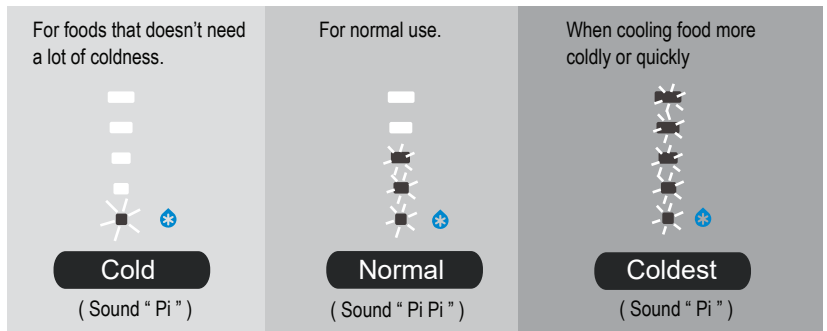 For foods that doesn’t need
a lot of coldness.
Cold
( Sound “ Pi ” )
For normal use.
Normal
( Sound “ Pi Pi ” )
When cooling food more
coldly or quickly
Coldest
( Sound “ Pi ” )